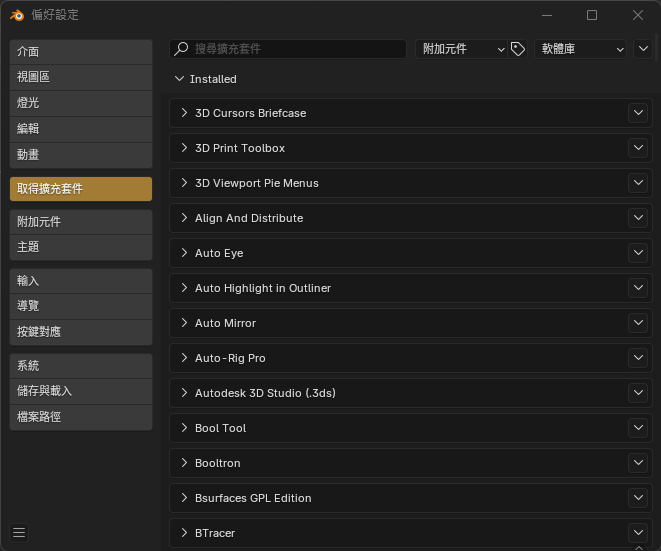 偏好設定
介面
視圖區
燈光
編輯
動畫
取得擴充套件
附加元件
主題
輸入
導覽
按鍵對應
系統
儲存與載入
檔案路徑
搜尋擴充套件 附加元件 軟體庫
Installed
3D Cursors Briefcase
3D Print Toolbox
3D Viewport Pie Menus
Align And Distribute
Auto Eye
Auto Highlight in Outliner
Auto Mirror
Auto-Rig Pro
Autodesk 3D Studio (.3ds)
Bool Tool
Booltron
Bsurfaces GPL Edition
BTracer